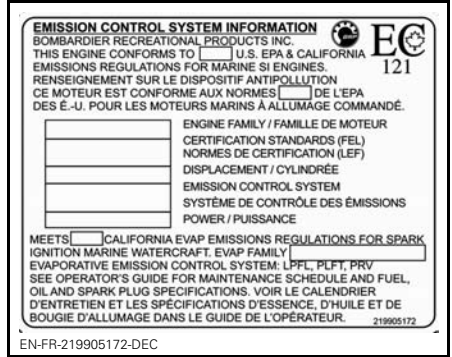 EMISSION CONTROL SYSTEM INFORMATION
BOMBARDIER RECREATIONAL PRODUCTS INC.
THIS ENGINE CONFORMS TO U.S. EPA & CALIFORNIA
EMISSIONS REGULATIONS FOR MARINE SI ENGINES.
EC
121
RENSEIGNEMENT SUR LE DISPOSITIF ANTIPOLLUTION
CE MOTEUR EST CONFORME AUX NORMES DE L'EPA
DES É.-U. POUR LES MOTEURS MARINS À ALLUMAGE COMMANDÉ.
ENGINE FAMILY / FAMILLE DE MOTEUR
CERTIFICATION STANDARDS (FEL)
NORMES DE CERTIFICATION (LEF)
DISPLACEMENT / CYLINDRÉE
EMISSION CONTROL SYSTEM
SYSTÈME DE CONTRÔLE DES ÉMISSIONS
POWER / PUISSANCE
MEETS CALIFORNIA EVAP EMISSIONS REGULATIONS FOR SPARK
IGNITION MARINE WATERCRAFT. EVAP FAMILY
EVAPORATIVE EMISSION CONTROL SYSTEM: LPFL, PLFT, PRV
SEE OPERATOR'S GUIDE FOR MAINTENANCE SCHEDULE AND FUEL,
OIL AND SPARK PLUG SPECIFICATIONS. VOIR LE CALENDRIER
D'ENTRETIEN ET LES SPÉCIFICATIONS D'ESSENCE, D'HUILE ET DE
BOUGIE D'ALLUMAGE DANS LE GUIDE DE L'OPÉRATEUR.
219905172
EN-FR-219905172-DEC